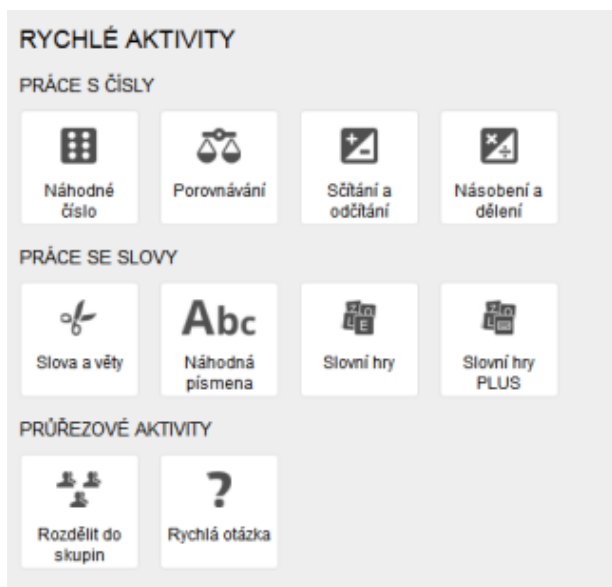 RYCHLÉ AKTIVITY
PRÁCE S ČÍSLY
Náhodné
číslo
Porovnávání
Sčítání a
odčítání
Násobení a
dělení
PRÁCE SE SLOVY
Slova a věty
Abc
Náhodná
písmena
Slovní hry
Slovní hry
PLUS
PRŮŘEZOVÉ AKTIVITY
Rozdělit do
skupin
?
Rychlá otázka